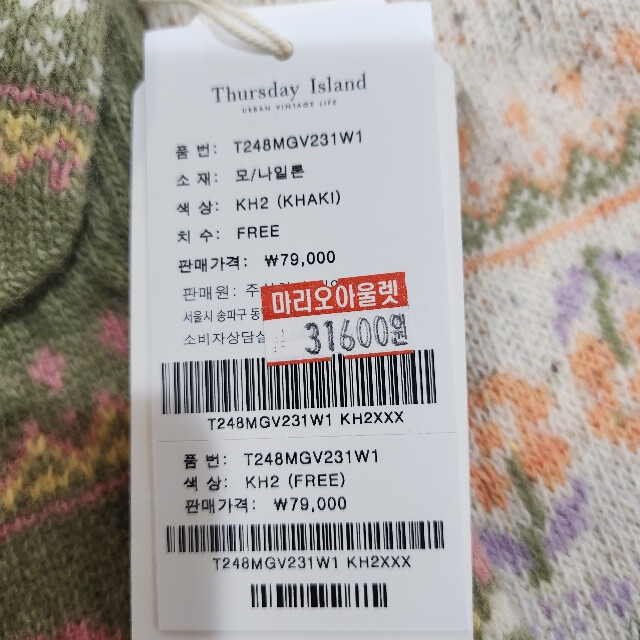 Thursday Island
URBAN VINTAGE LIFE
품 번: T248MGV231W1
소 재: 모/나일론
색 상: KH2 (KHAKI)
치 수: FREE
판매가격: ₩79,000
판매원:
마리오아울렛
서울시 송파구
31600원
소비자상담실
T248MGV231W1 KH2XXX
품 번: T248MGV231W1
색 상: KH2 (FREE)
판매가격: ₩79,000
T248MGV231W1 KH2XXX